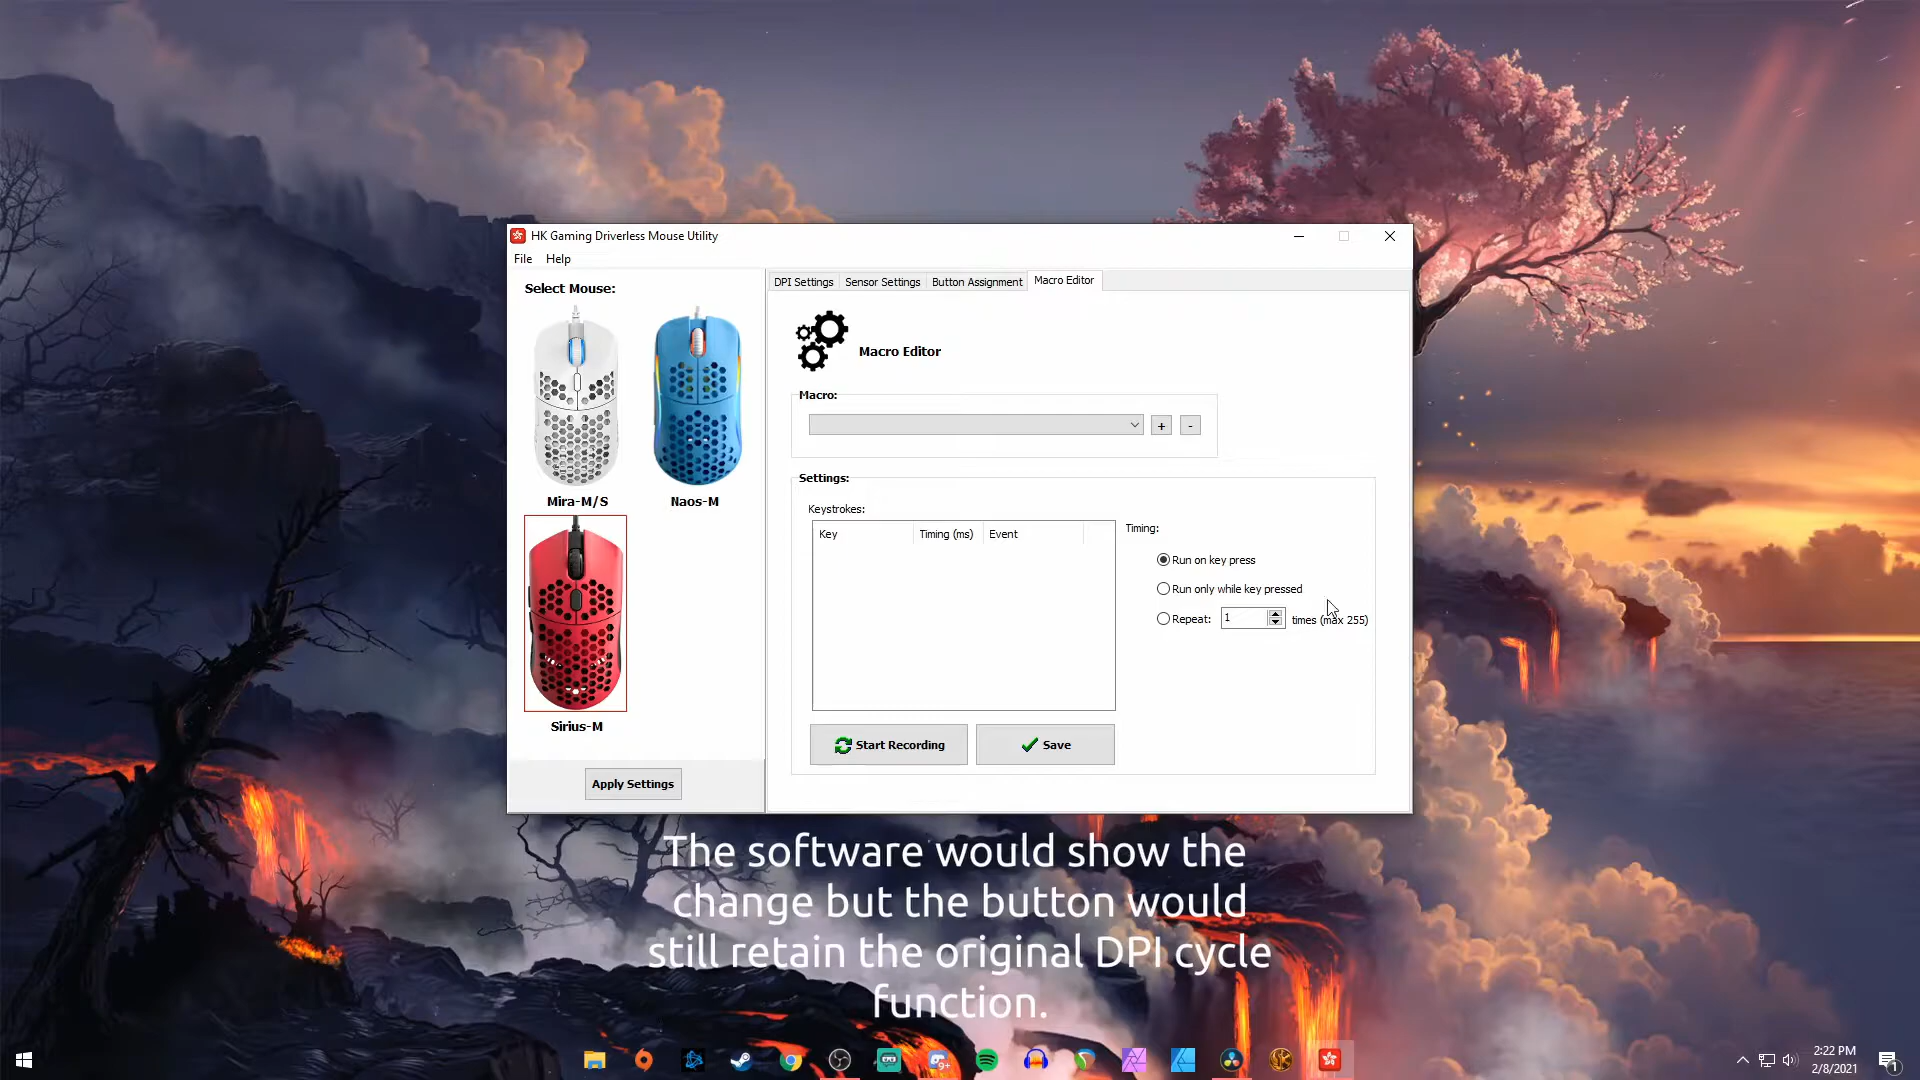 HK Gaming Driverless Mouse Utility
File Help
Select Mouse:
Mira-M/S
Naos-M
Sirius-M
Apply Settings
DPI Settings
Sensor Settings
Button Assignment
Macro Editor
Macro Editor
Macro:
+
-
Settings:
Keystrokes:
Key
Timing (ms)
Event
Timing:
Run on key press
Run only while key pressed
Repeat:
1
times (max 255)
Start Recording
Save
The software would show the
change but the button would
still retain the original DPI cycle
function.
9+
2:22 PM
2/8/2021
1